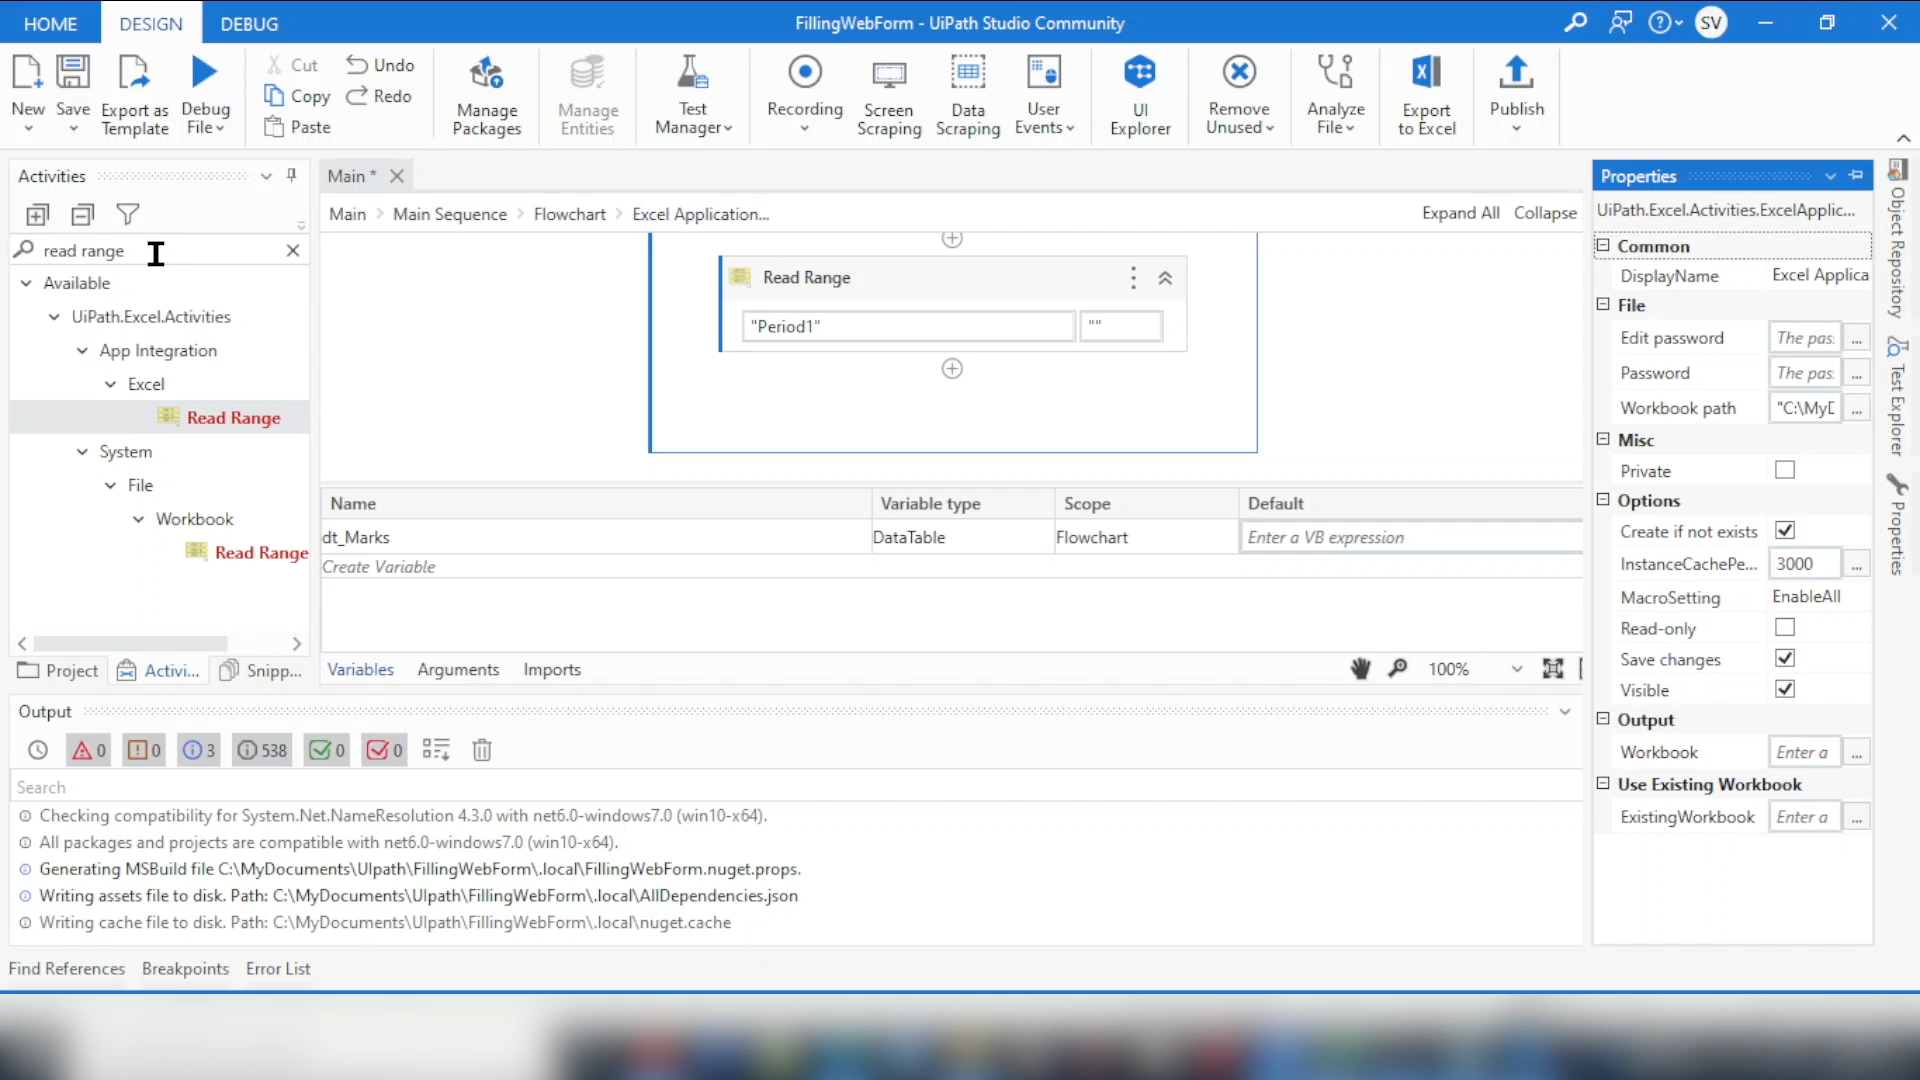 HOME DESIGN DEBUG FillingWebForm - UiPath Studio Community SV
New Save Export as Template Debug File
Cut Copy Paste Undo Redo
Manage Packages Manage Entities Test Manager Recording Screen Scraping Data Scraping User Events UI Explorer Remove Unused Analyze File Export to Excel Publish
Activities
read range
Available
UiPath.Excel.Activities
App Integration
Excel
Read Range
System
File
Workbook
Read Range
Project Activi... Snipp...
Main *
Main > Main Sequence > Flowchart > Excel Application... Expand All Collapse
Read Range
"Period1" ""
Name Variable type Scope Default
dt_Marks DataTable Flowchart Enter a VB expression
Create Variable
Variables Arguments Imports 100%
Output
0 0 3 538 0 0
Search
Checking compatibility for System.Net.NameResolution 4.3.0 with net6.0-windows7.0 (win10-x64).
All packages and projects are compatible with net6.0-windows7.0 (win10-x64).
Generating MSBuild file C:\MyDocuments\UIpath\FillingWebForm\.local\FillingWebForm.nuget.props.
Writing assets file to disk. Path: C:\MyDocuments\UIpath\FillingWebForm\.local\AllDependencies.json
Writing cache file to disk. Path: C:\MyDocuments\UIpath\FillingWebForm\.local\nuget.cache
Find References Breakpoints Error List
Properties
UiPath.Excel.Activities.ExcelApplic...
Common
DisplayName Excel Applica
File
Edit password The pas. ...
Password The pas. ...
Workbook path "C:\MyD ...
Misc
Private
Options
Create if not exists
InstanceCachePe... 3000 ...
MacroSetting EnableAll
Read-only
Save changes
Visible
Output
Workbook Enter a ...
Use Existing Workbook
ExistingWorkbook Enter a ...
Object Repository
Test Explorer
Properties